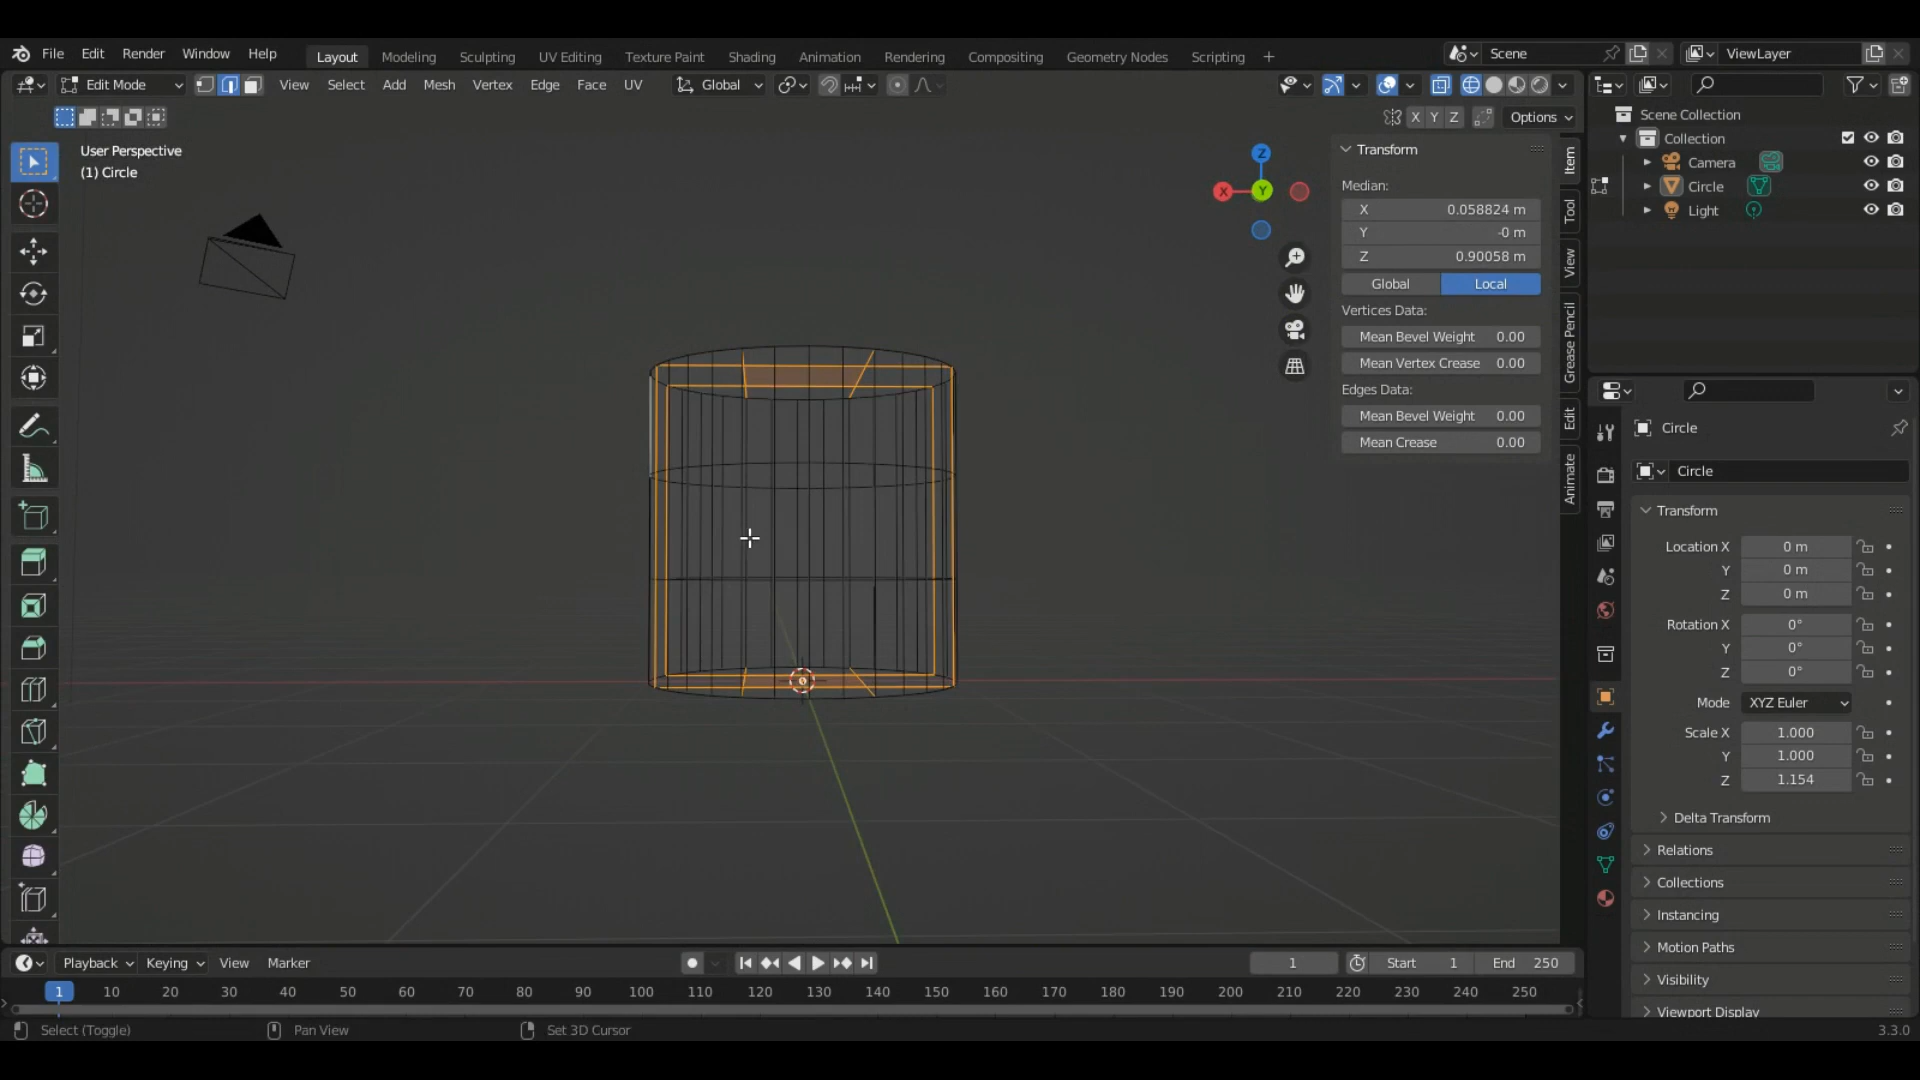 File Edit Render Window Help Layout Modeling Sculpting UV Editing Texture Paint Shading Animation Rendering Compositing Geometry Nodes Scripting + Scene ViewLayer
Edit Mode View Select Add Mesh Vertex Edge Face UV Global
X Y Z Options
User Perspective
(1) Circle
Z
X
Y
Transform
Median:
X 0.058824 m
Y -0 m
Z 0.90058 m
Global Local
Vertices Data:
Mean Bevel Weight 0.00
Mean Vertex Crease 0.00
Edges Data:
Mean Bevel Weight 0.00
Mean Crease 0.00
Item
Tool
View
Grease Pencil
Edit
Animate
Scene Collection
Collection
Camera
Circle
Light
Circle
Circle
Transform
Location X 0 m
Y 0 m
Z 0 m
Rotation X 0°
Y 0°
Z 0°
Mode XYZ Euler
Scale X 1.000
Y 1.000
Z 1.154
Delta Transform
Relations
Collections
Instancing
Motion Paths
Visibility
Viewport Display
Playback Keying View Marker 1 Start 1 End 250
1 10 20 30 40 50 60 70 80 90 100 110 120 130 140 150 160 170 180 190 200 210 220 230 240 250
Select (Toggle) Pan View Set 3D Cursor 3.3.0